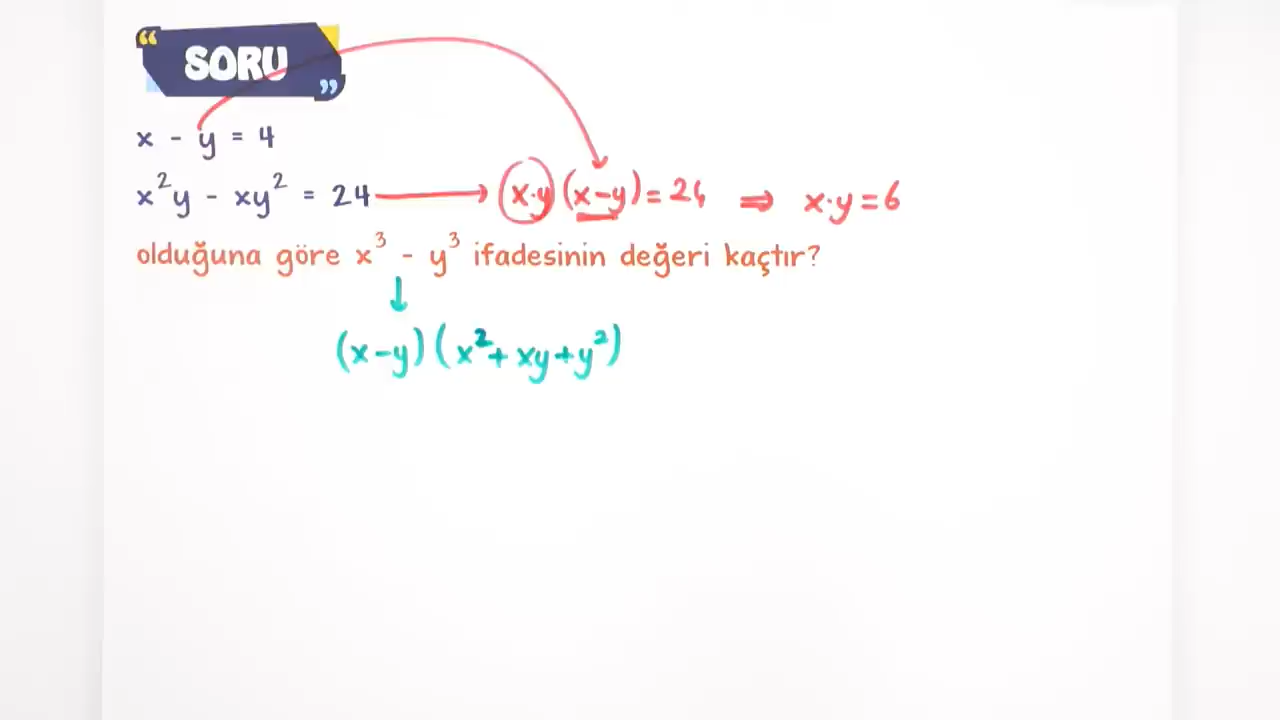 “ SORU ”
x - y = 4
x²y - xy² = 24 → x·y (x-y) = 24 ⇒ x·y = 6
olduğuna göre x³ - y³ ifadesinin değeri kaçtır?
↓
(x-y)(x²+xy+y²)